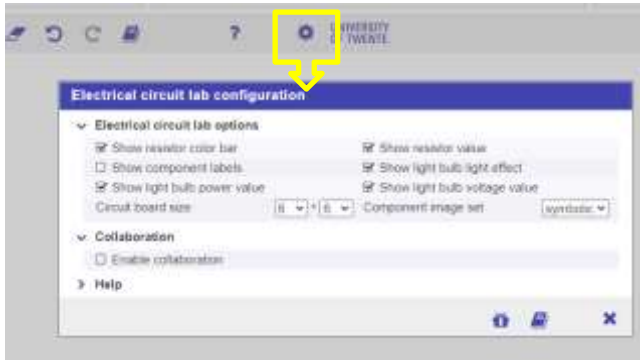 ?
UNIVERSITY
OF TWENTE
Electrical circuit lab configuration
Electrical circuit lab options
Show resistor color bar
Show resistor value
Show component labels
Show light bulb light effect
Show light bulb power value
Show light bulb voltage value
Circuit board size 6 * 6 Component image set symbolic
Collaboration
Enable collaboration
Help